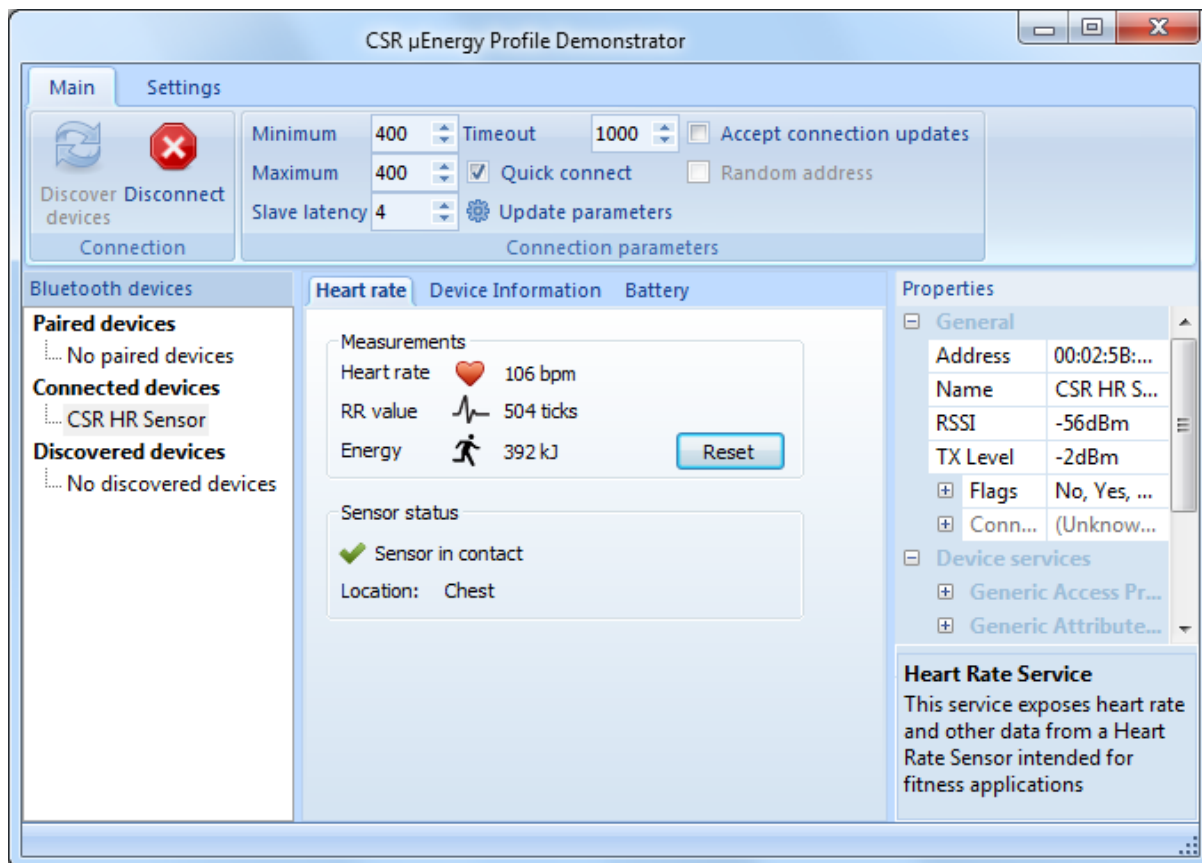 CSR µEnergy Profile Demonstrator
Main Settings
Minimum 400 Timeout 1000 Accept connection updates
Maximum 400 Quick connect Random address
Slave latency 4 Update parameters
Discover devices
Disconnect
Connection
Connection parameters
Bluetooth devices
Paired devices
No paired devices
Connected devices
CSR HR Sensor
Discovered devices
No discovered devices
Heart rate Device Information Battery
Measurements
Heart rate 106 bpm
RR value 504 ticks
Energy 392 kJ Reset
Sensor status
Sensor in contact
Location: Chest
Properties
General
Address 00:02:5B:...
Name CSR HR S...
RSSI -56dBm
TX Level -2dBm
Flags No, Yes, ...
Conn... (Unknow...
Device services
Generic Access Pr...
Generic Attribute...
Heart Rate Service
This service exposes heart rate
and other data from a Heart
Rate Sensor intended for
fitness applications